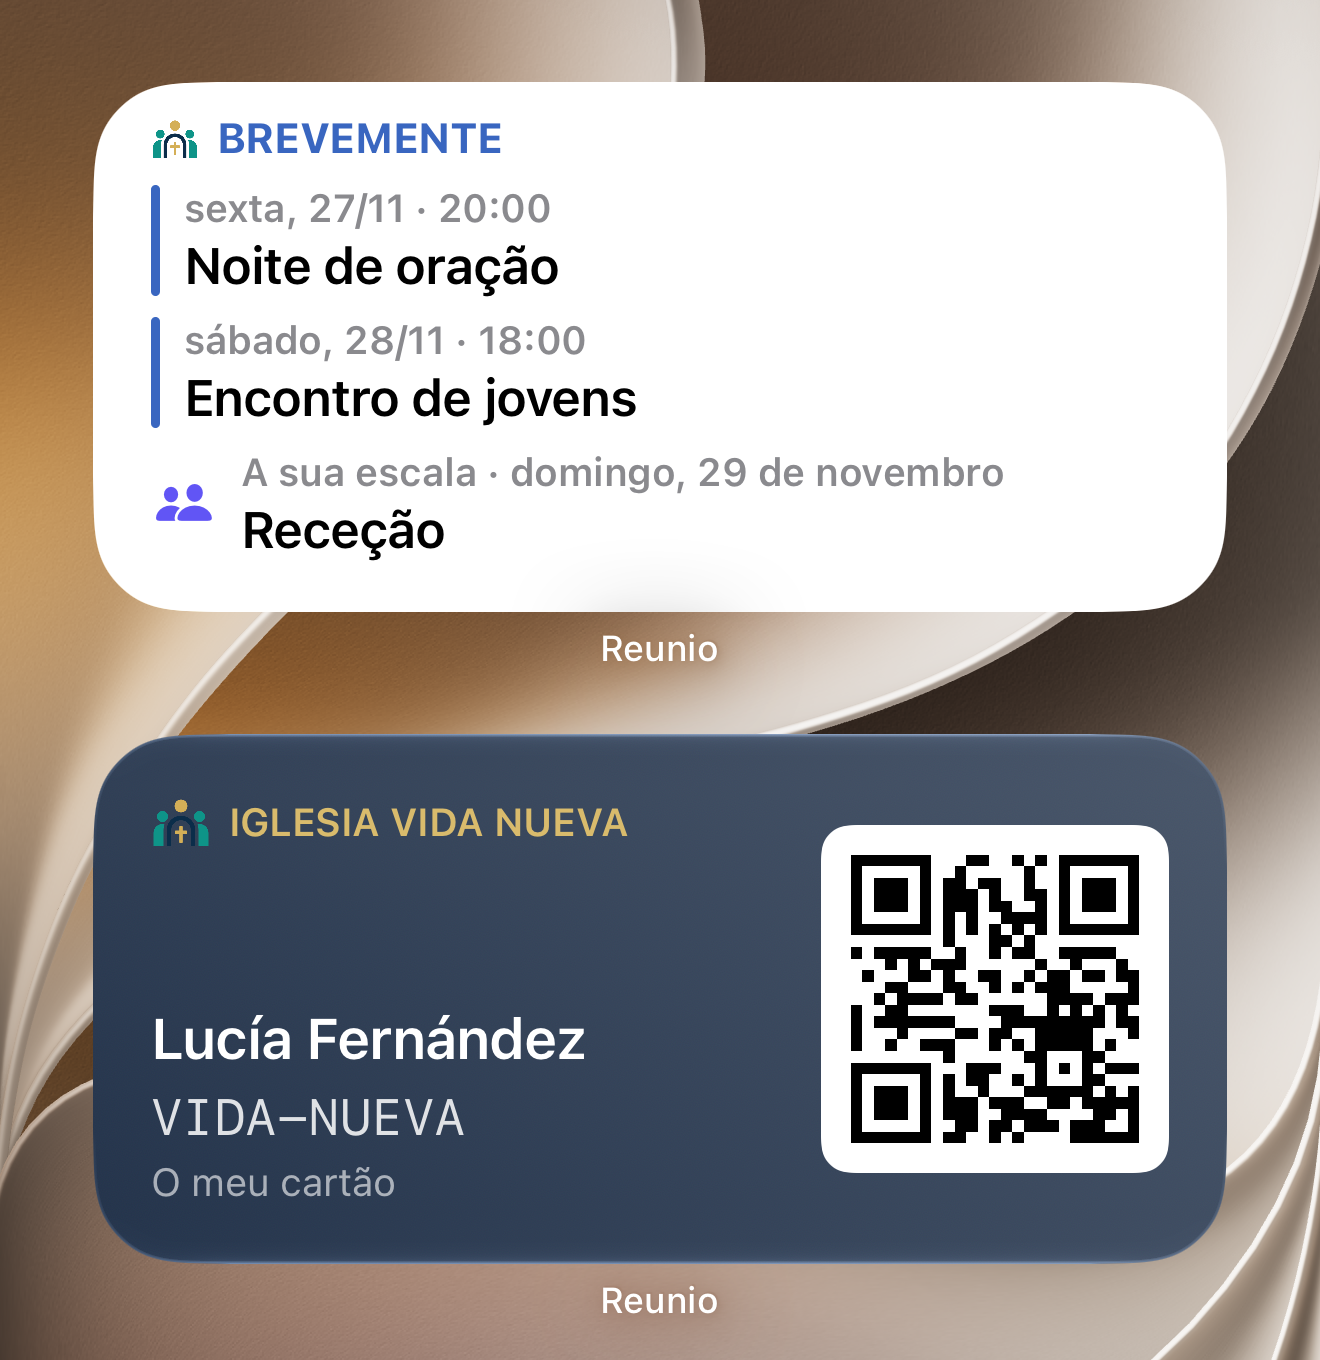 BREVEMENTE
sexta, 27/11 · 20:00
Noite de oração
sábado, 28/11 · 18:00
Encontro de jovens
A sua escala · domingo, 29 de novembro
Receção
Reunio
IGLESIA VIDA NUEVA
Lucía Fernández
VIDA–NUEVA
O meu cartão
Reunio